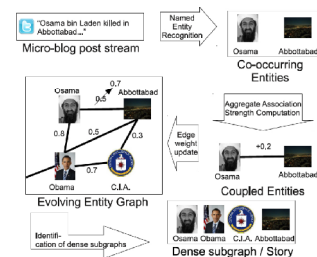 "Osama bin Laden killed in
Abbottabad..."
Micro-blog post stream
Named
Entity
Recognition
Osama Abbottabad
Co-occurring
Entities
Aggregate Association
Strength Computation
+0.2
Osama Abbottabad
Coupled Entities
Edge
weight
update
Osama
0.7
0.5
Abbottabad
0.8
0.5
0.3
0.7
Obama
C.I.A.
Evolving Entity Graph
Identifi-
cation of dense subgraphs
Osama Obama C.I.A. Abbottabad
Dense subgraph / Story